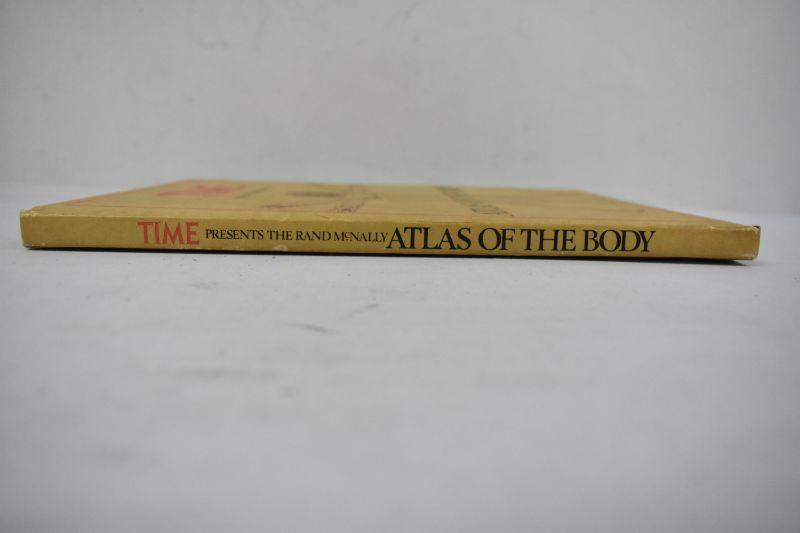 TIME PRESENTS THE RAND McNALLY ATLAS OF THE BODY